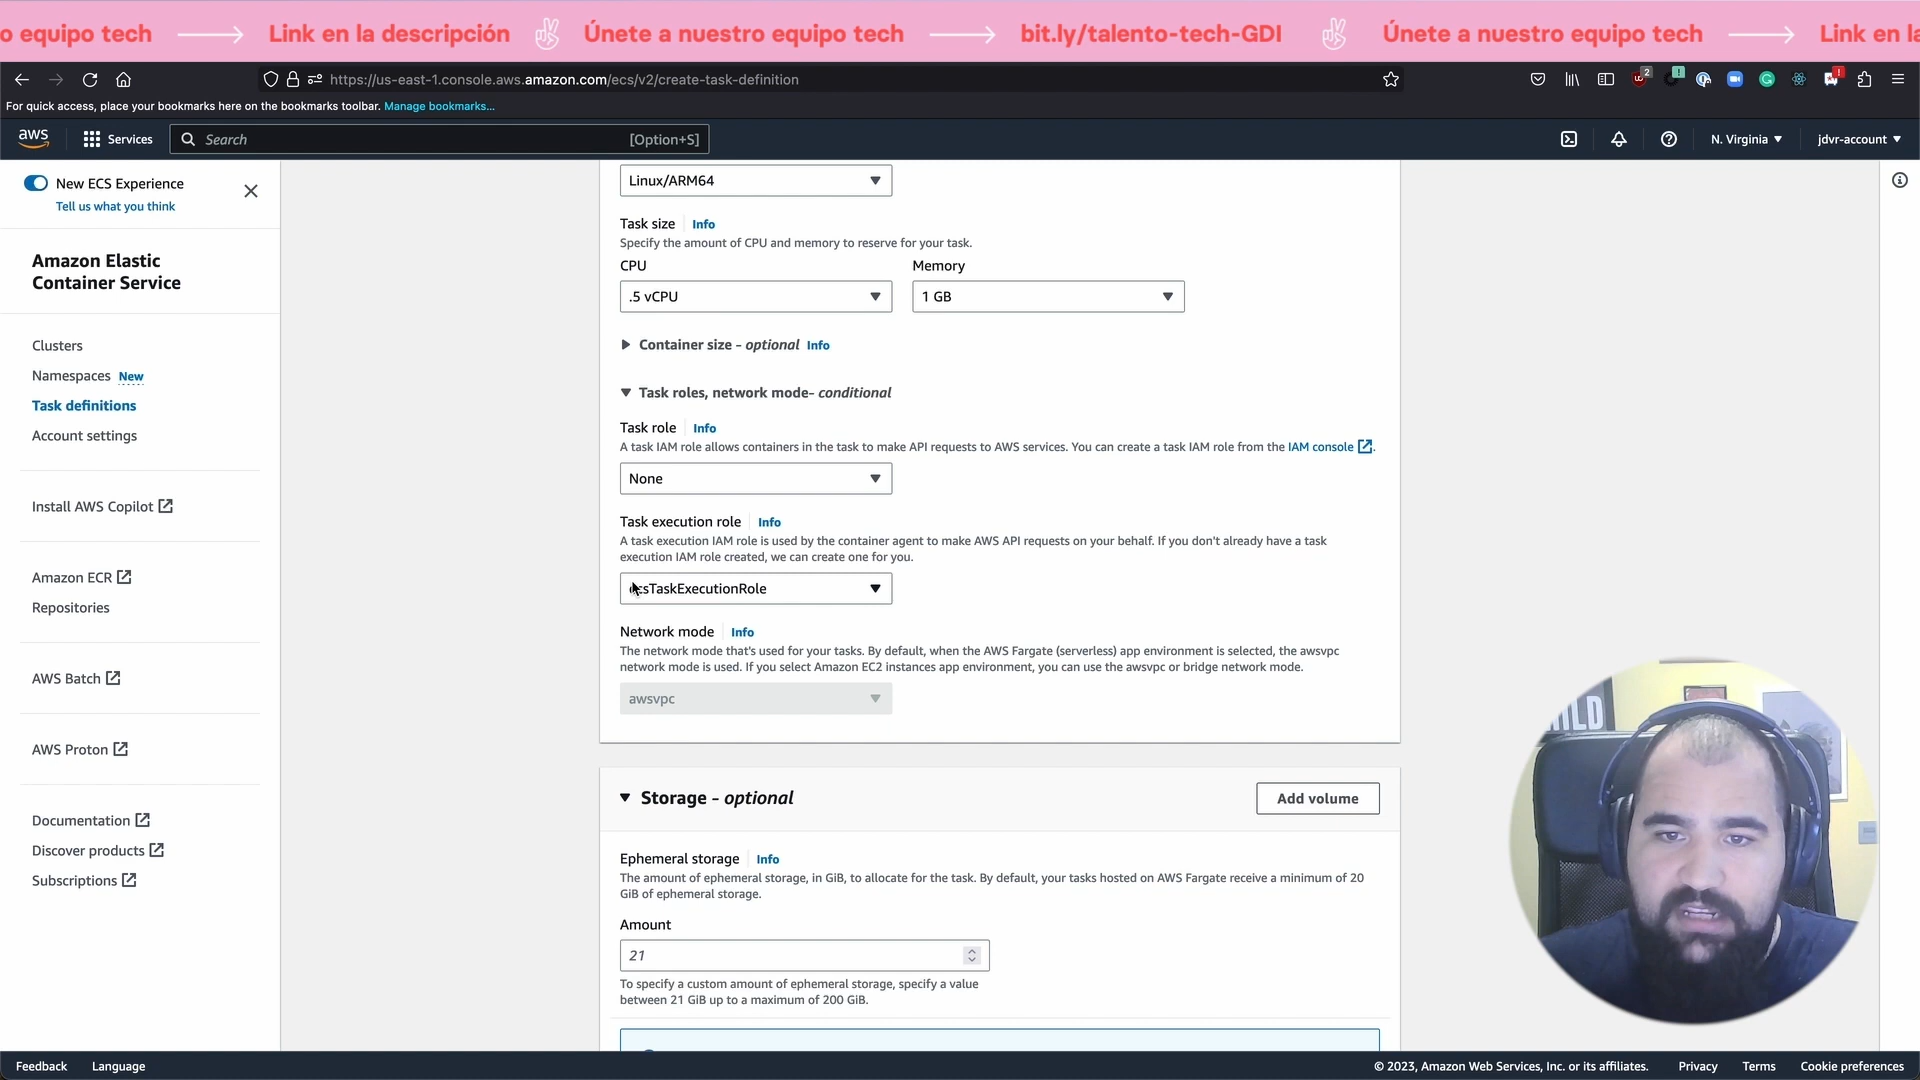 o equipo tech → Link en la descripción Únete a nuestro equipo tech → bit.ly/talento-tech-GDI Únete a nuestro equipo tech → Link en la
https://us-east-1.console.aws.amazon.com/ecs/v2/create-task-definition
2
!
!
For quick access, place your bookmarks here on the bookmarks toolbar. Manage bookmarks...
aws
Services
Search
[Option+S]
N. Virginia
jdvr-account
New ECS Experience
Tell us what you think
Amazon Elastic
Container Service
Clusters
Namespaces New
Task definitions
Account settings
Install AWS Copilot
Amazon ECR
Repositories
AWS Batch
AWS Proton
Documentation
Discover products
Subscriptions
Linux/ARM64
Task size Info
Specify the amount of CPU and memory to reserve for your task.
CPU
Memory
.5 vCPU
1 GB
Container size - optional Info
Task roles, network mode- conditional
Task role Info
A task IAM role allows containers in the task to make API requests to AWS services. You can create a task IAM role from the IAM console.
None
Task execution role Info
A task execution IAM role is used by the container agent to make AWS API requests on your behalf. If you don't already have a task
execution IAM role created, we can create one for you.
ecsTaskExecutionRole
Network mode Info
The network mode that's used for your tasks. By default, when the AWS Fargate (serverless) app environment is selected, the awsvpc
network mode is used. If you select Amazon EC2 instances app environment, you can use the awsvpc or bridge network mode.
awsvpc
Storage - optional
Add volume
Ephemeral storage Info
The amount of ephemeral storage, in GiB, to allocate for the task. By default, your tasks hosted on AWS Fargate receive a minimum of 20
GiB of ephemeral storage.
Amount
21
To specify a custom amount of ephemeral storage, specify a value
between 21 GiB up to a maximum of 200 GiB.
Feedback
Language
© 2023, Amazon Web Services, Inc. or its affiliates.
Privacy
Terms
Cookie preferences